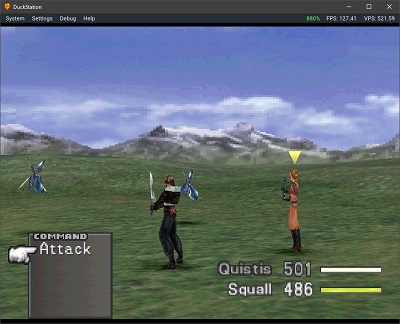 DuckStation
System Settings Debug Help
880% FPS: 127.41 VPS: 521.59
COMMAND
Attack
Quistis 501
Squall 486